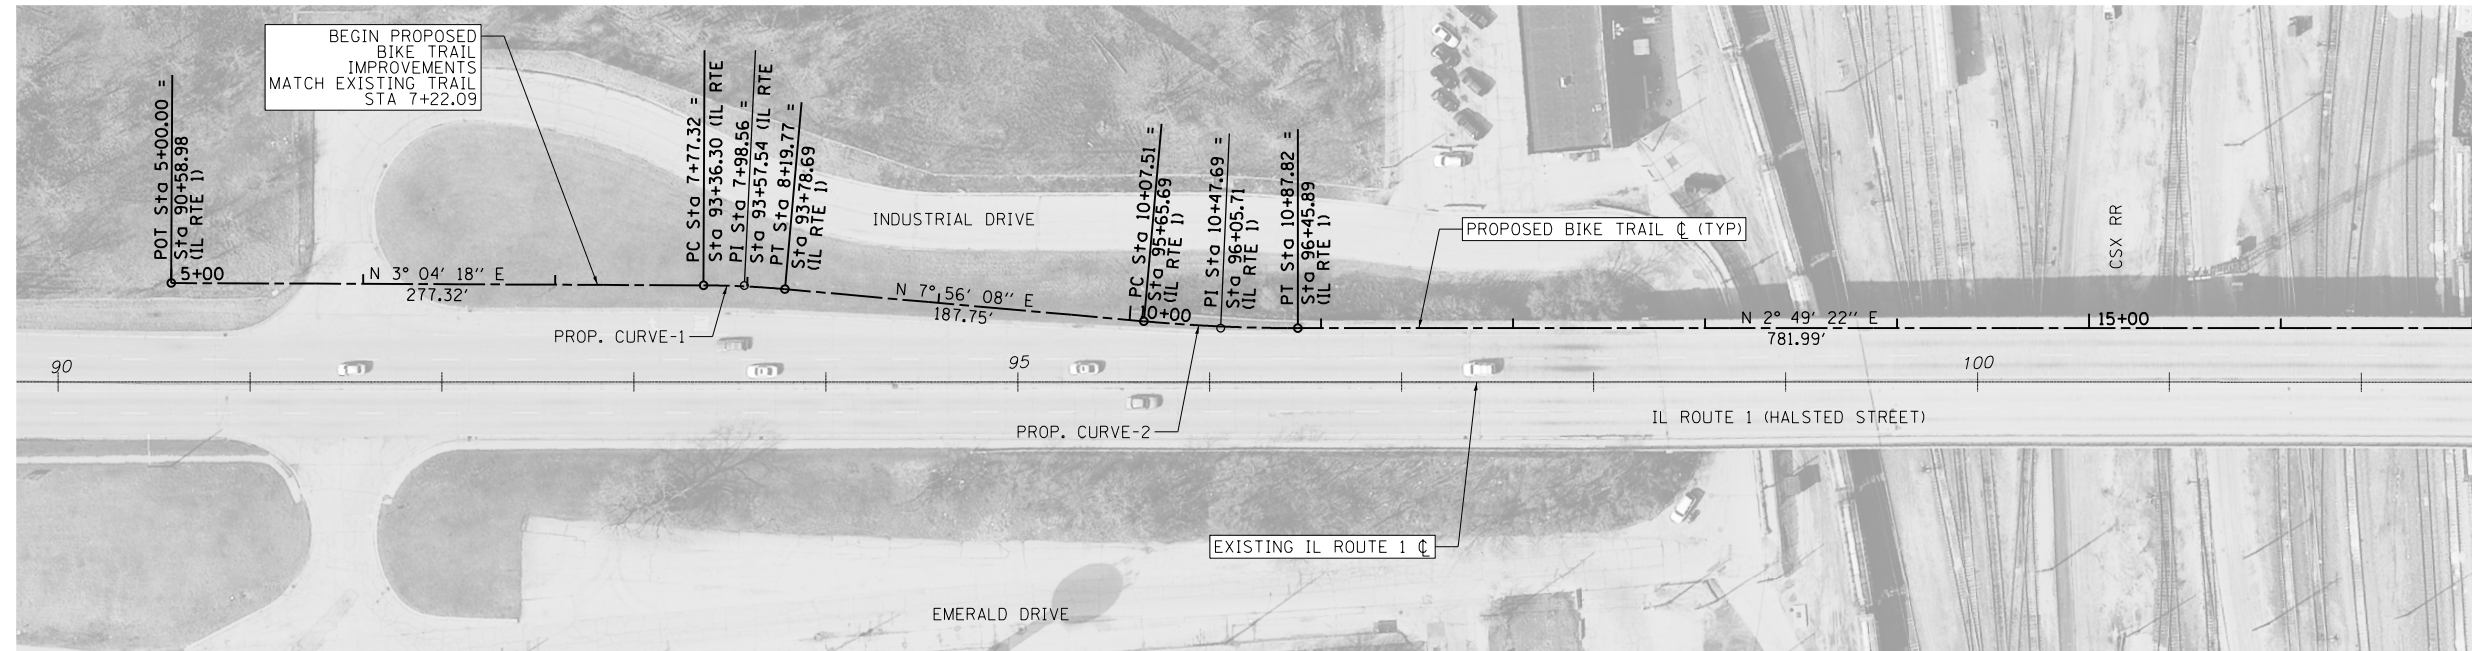 BEGIN PROPOSED
BIKE TRAIL
IMPROVEMENTS
MATCH EXISTING TRAIL
STA 7+22.09
POT Sta 5+00.00 =
Sta 90+58.98
(IL RTE 1)
PC Sta 7+77.32 =
Sta 93+36.30 (IL RTE
PI Sta 7+98.56 =
Sta 93+57.54 (IL RTE
PT Sta 8+19.77 =
Sta 93+78.69
(IL RTE 1)
PC Sta 10+07.51 =
Sta 95+65.69
(IL RTE 1)
PI Sta 10+47.69 =
Sta 96+05.71
(IL RTE 1)
PT Sta 10+87.82 =
Sta 96+45.89
(IL RTE 1)
INDUSTRIAL DRIVE
PROPOSED BIKE TRAIL ℄ (TYP)
CSX RR
5+00
N 3° 04' 18" E
277.32'
N 7° 56' 08" E
187.75'
10+00
N 2° 49' 22" E
781.99'
15+00
PROP. CURVE-1
90
95
100
PROP. CURVE-2
IL ROUTE 1 (HALSTED STREET)
EXISTING IL ROUTE 1 ℄
EMERALD DRIVE